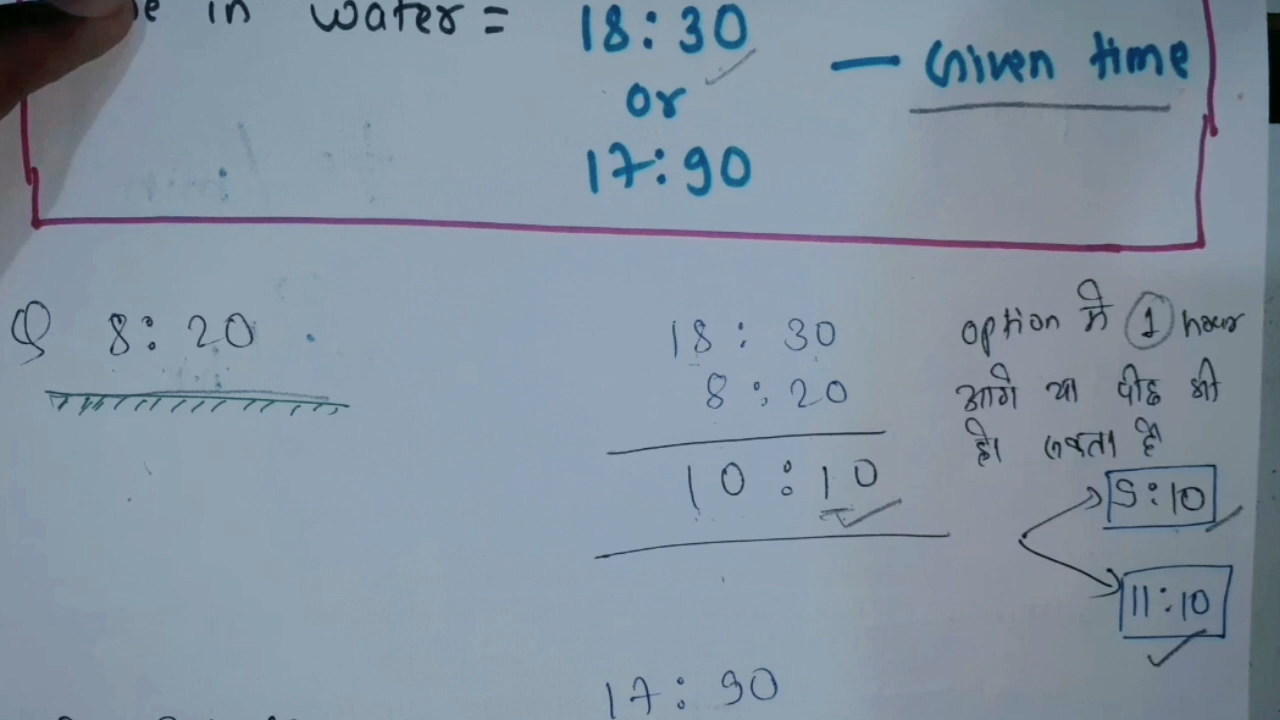 in water = 18:30
or — Given time
17:90
Q 8:20
18 : 30
8 : 20
10 : 10
option में 1 hour
आगे या पीछे भी
हो सकता है
9:10
11:10
17: 90